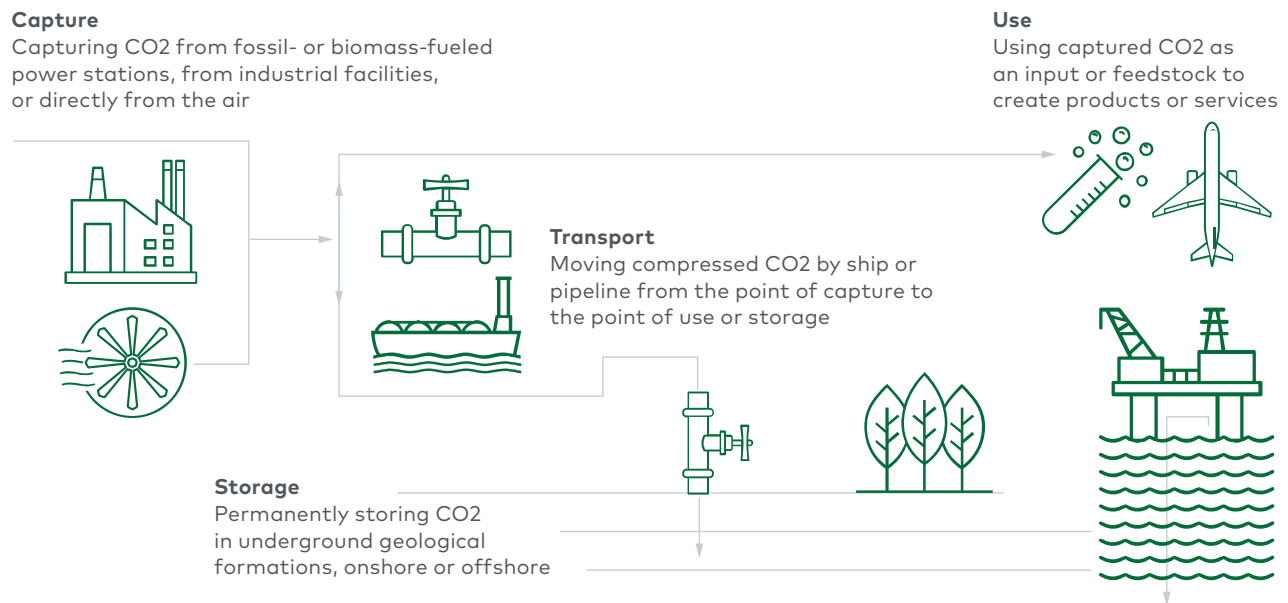 Capture
Capturing CO2 from fossil- or biomass-fueled
power stations, from industrial facilities,
or directly from the air
Use
Using captured CO2 as
an input or feedstock to
create products or services
Transport
Moving compressed CO2 by ship or
pipeline from the point of capture to
the point of use or storage
Storage
Permanently storing CO2
in underground geological
formations, onshore or offshore